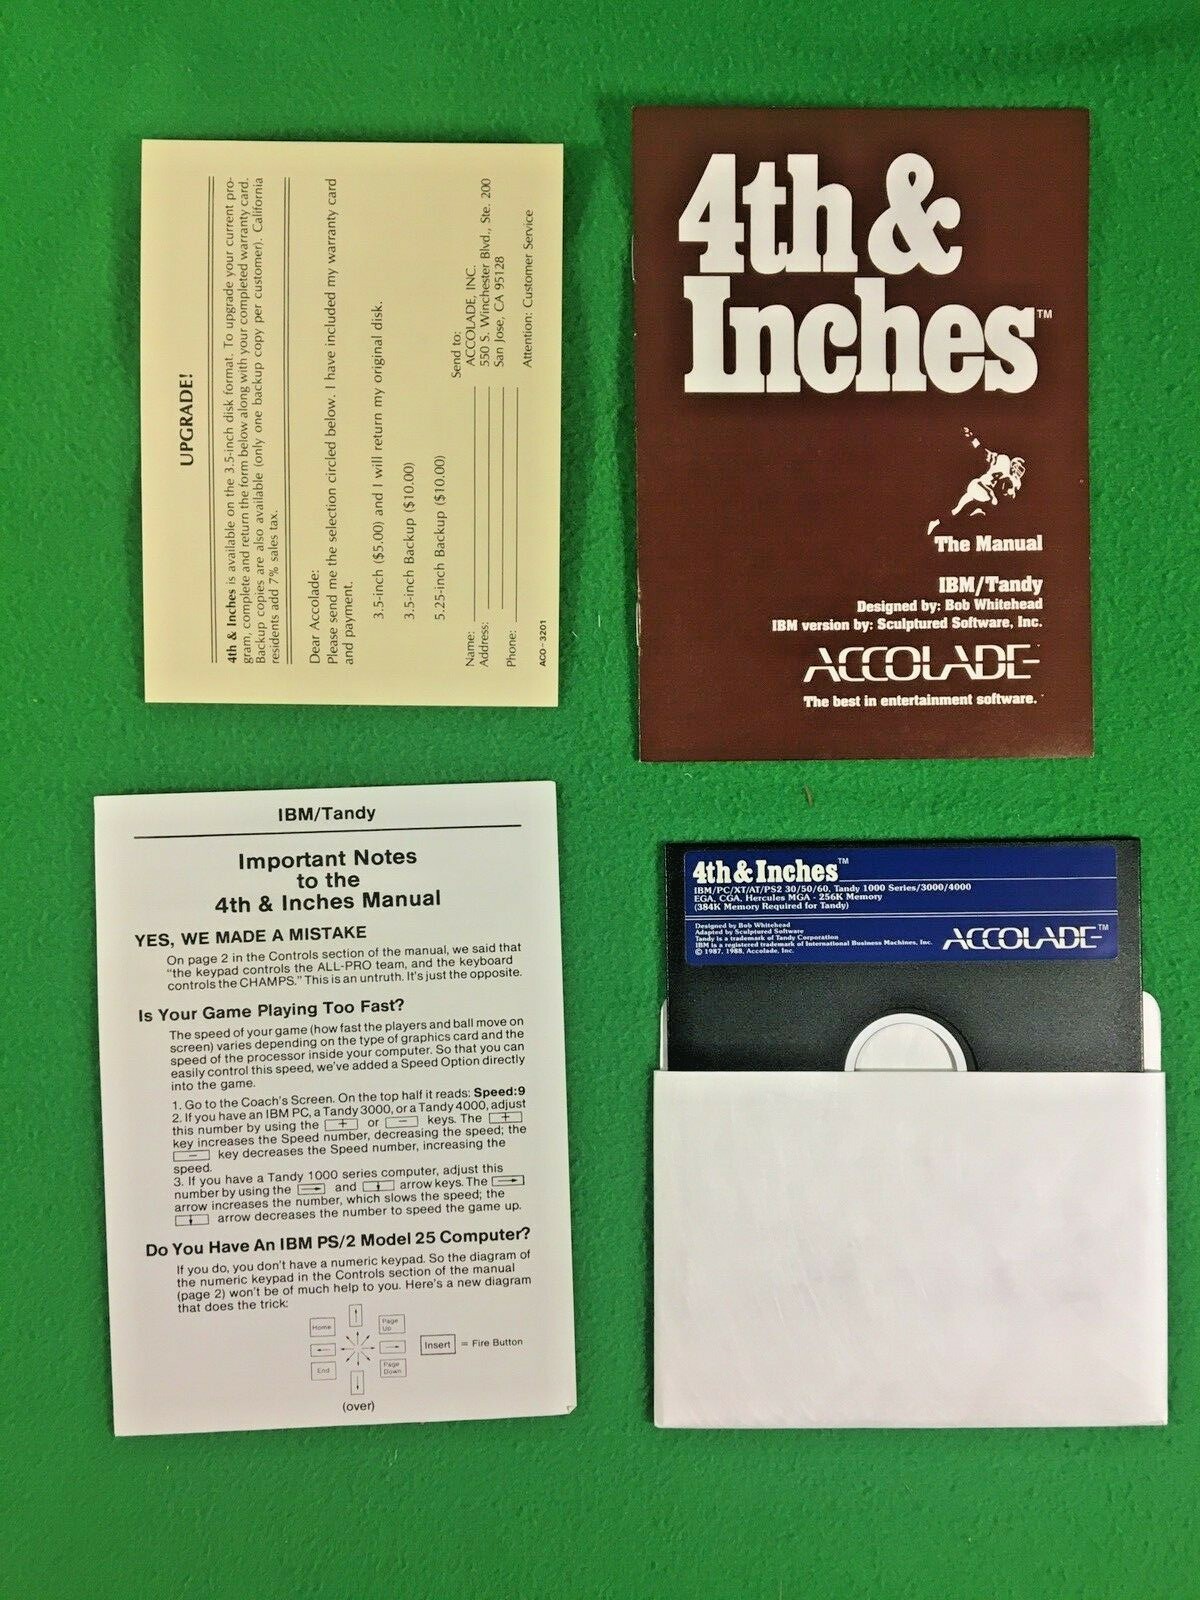 UPGRADE!
4th & Inches is available on the 3.5-inch disk format. To upgrade your current pro-
gram, complete and return the form below along with your completed warranty card.
Backup copies are also available (only one backup copy per customer). California
residents add 7% sales tax.
Dear Accolade:
Please send me the selection circled below. I have included my warranty card
and payment.
3.5-inch ($5.00) and I will return my original disk.
3.5-inch Backup ($10.00)
5.25-inch Backup ($10.00)
Send to:
Name: ACCOLADE, INC.
Address: 550 S. Winchester Blvd., Ste. 200
San Jose, CA 95128
Phone:
Attention: Customer Service
ACO-3201
4th &
Inches™
The Manual
IBM/Tandy
Designed by: Bob Whitehead
IBM version by: Sculptured Software, Inc.
ACCOLADE
The best in entertainment software.™
IBM/Tandy
Important Notes
to the
4th & Inches Manual
YES, WE MADE A MISTAKE
On page 2 in the Controls section of the manual, we said that
"the keypad controls the ALL-PRO team, and the keyboard
controls the CHAMPS." This is an untruth. It's just the opposite.
Is Your Game Playing Too Fast?
The speed of your game (how fast the players and ball move on
screen) varies depending on the type of graphics card and the
speed of the processor inside your computer. So that you can
easily control this speed, we've added a Speed Option directly
into the game.
1. Go to the Coach's Screen. On the top half it reads: Speed:9
2. If you have an IBM PC, a Tandy 3000, or a Tandy 4000, adjust
this number by using the + or − keys. The +
key increases the Speed number, decreasing the speed; the
− key decreases the Speed number, increasing the
speed.
3. If you have a Tandy 1000 series computer, adjust this
number by using the → and ↓ arrow keys. The →
arrow increases the number, which slows the speed; the
↓ arrow decreases the number to speed the game up.
Do You Have An IBM PS/2 Model 25 Computer?
If you do, you don't have a numeric keypad. So the diagram of
the numeric keypad in the Controls section of the manual
(page 2) won't be of much help to you. Here's a new diagram
that does the trick:
Home ↑ Page Up
← → Insert = Fire Button
End ↓ Page Down
(over)
4th & Inches™
IBM/PC/XT/AT/PS2 30/50/60, Tandy 1000 Series/3000/4000
EGA, CGA, Hercules MGA - 256K Memory
(384K Memory Required for Tandy)
Designed by Bob Whitehead
Adapted by Sculptured Software
Tandy is a trademark of Tandy Corporation
IBM is a registered trademark of International Business Machines, Inc.
© 1987, 1988, Accolade, Inc.
ACCOLADE™